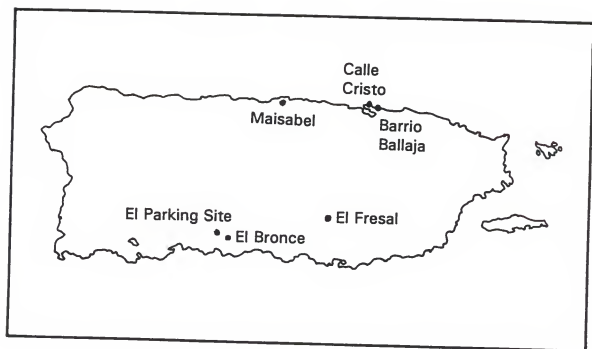 Calle
Cristo
Maisabel
Barrio
Ballaja
El Parking Site
El Fresal
El Bronce